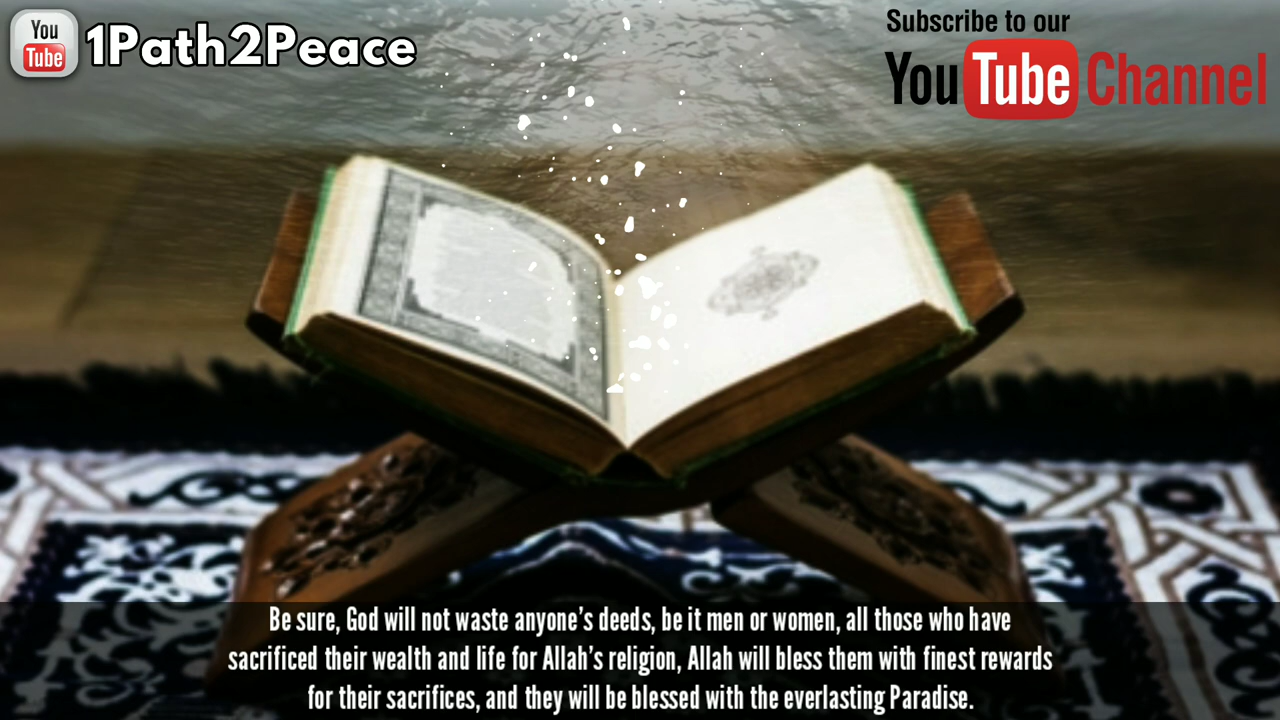 You
Tube
1Path2Peace
Subscribe to our
YouTube Channel
Be sure, God will not waste anyone’s deeds, be it men or women, all those who have
sacrificed their wealth and life for Allah’s religion, Allah will bless them with finest rewards
for their sacrifices, and they will be blessed with the everlasting Paradise.